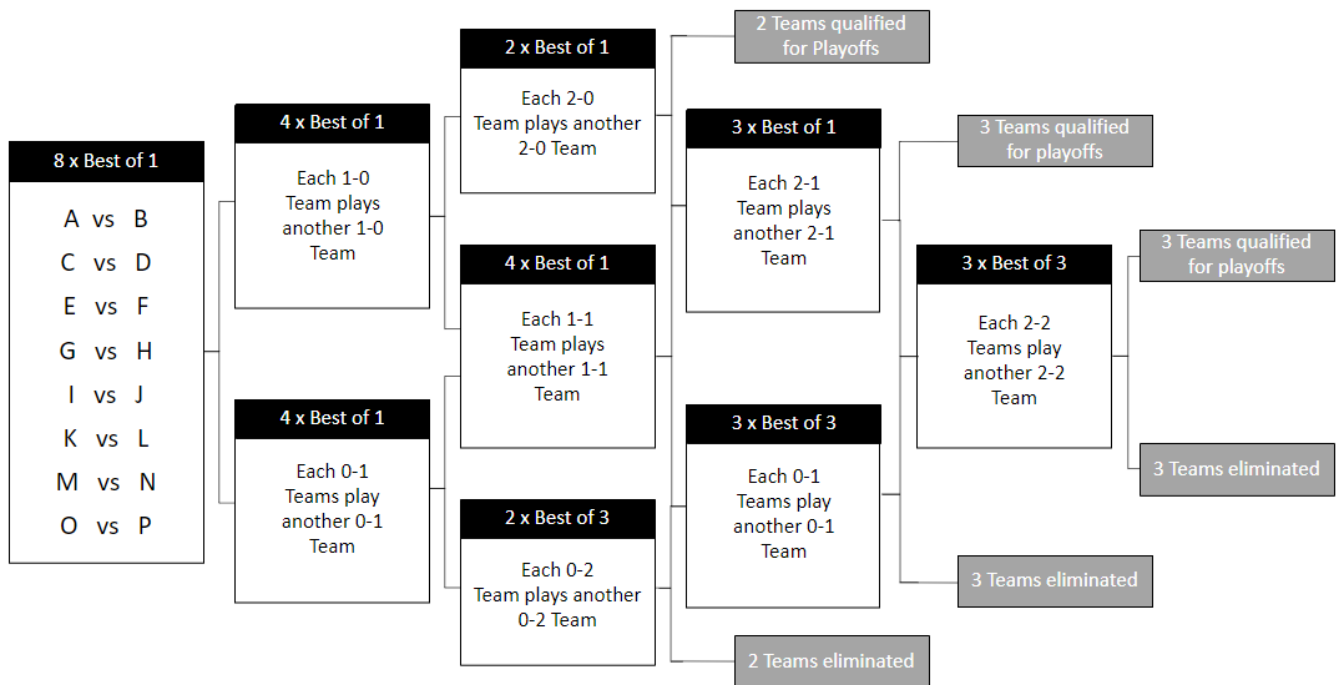 8 x Best of 1
A vs B
C vs D
E vs F
G vs H
I vs J
K vs L
M vs N
O vs P
4 x Best of 1
Each 1-0
Team plays
another 1-0
Team
4 x Best of 1
Each 0-1
Teams play
another 0-1
Team
2 x Best of 1
Each 2-0
Team plays another
2-0 Team
4 x Best of 1
Each 1-1
Team plays
another 1-1
Team
2 x Best of 3
Each 0-2
Team plays another
0-2 Team
2 Teams qualified
for Playoffs
3 x Best of 1
Each 2-1
Team plays
another 2-1
Team
3 x Best of 3
Each 0-1
Teams play
another 0-1
Team
2 Teams eliminated
3 Teams qualified
for playoffs
3 x Best of 3
Each 2-2
Teams play
another 2-2
Team
3 Teams eliminated
3 Teams qualified
for playoffs
3 Teams eliminated